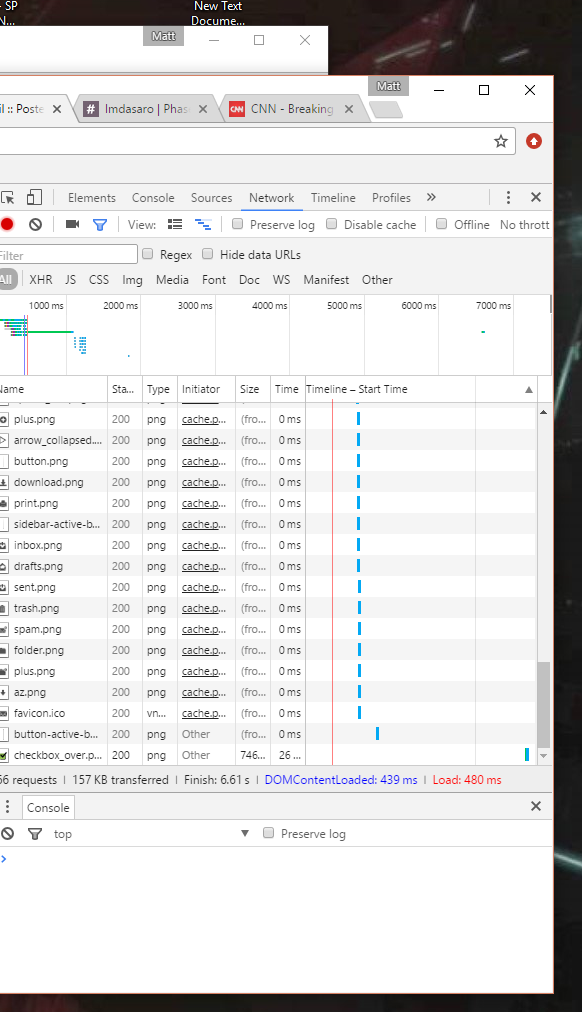 - SP
N...
New Text
Docume...
Matt
Matt
il :: Poste
# Imdasaro | Phas
CNN CNN - Breaking
Elements Console Sources Network Timeline Profiles »
View: Preserve log Disable cache Offline No thrott
Filter Regex Hide data URLs
All XHR JS CSS Img Media Font Doc WS Manifest Other
1000 ms 2000 ms 3000 ms 4000 ms 5000 ms 6000 ms 7000 ms
Name Sta... Type Initiator Size Time Timeline – Start Time
plus.png 200 png cache.p... (fro... 0 ms
arrow_collapsed.... 200 png cache.p... (fro... 0 ms
button.png 200 png cache.p... (fro... 0 ms
download.png 200 png cache.p... (fro... 0 ms
print.png 200 png cache.p... (fro... 0 ms
sidebar-active-b... 200 png cache.p... (fro... 0 ms
inbox.png 200 png cache.p... (fro... 0 ms
drafts.png 200 png cache.p... (fro... 0 ms
sent.png 200 png cache.p... (fro... 0 ms
trash.png 200 png cache.p... (fro... 0 ms
spam.png 200 png cache.p... (fro... 0 ms
folder.png 200 png cache.p... (fro... 0 ms
plus.png 200 png cache.p... (fro... 0 ms
az.png 200 png cache.p... (fro... 0 ms
favicon.ico 200 vn... cache.p... (fro... 0 ms
button-active-b... 200 png Other (fro... 0 ms
checkbox_over.p... 200 png Other 746... 26 ...
66 requests | 157 KB transferred | Finish: 6.61 s | DOMContentLoaded: 439 ms | Load: 480 ms
Console
top Preserve log